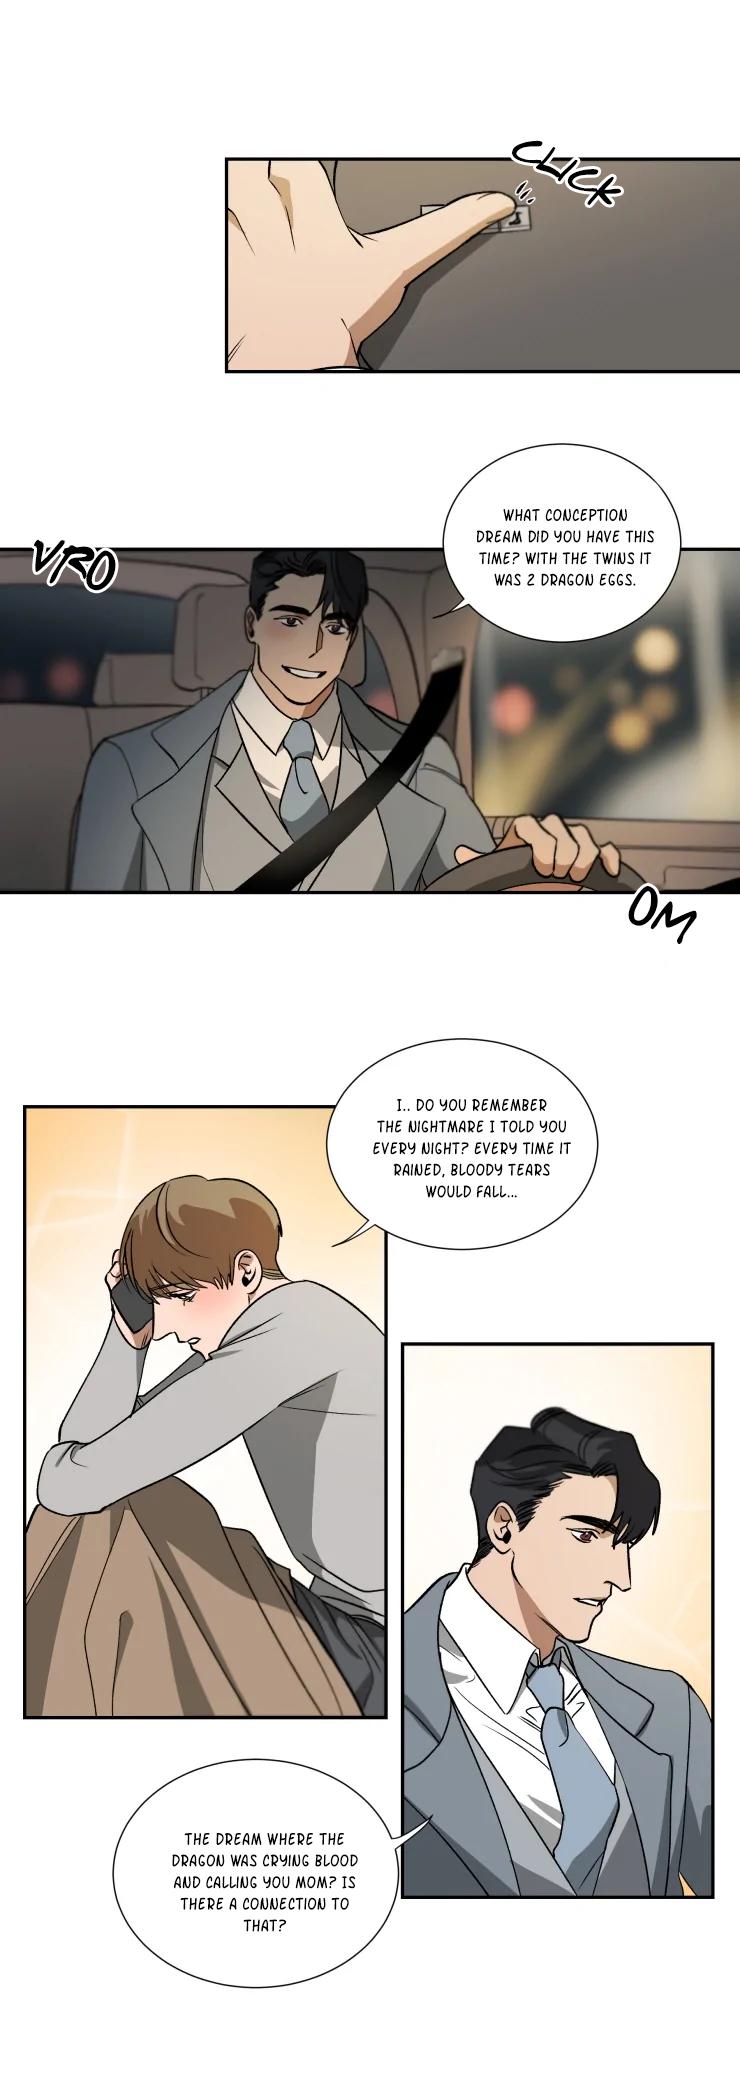 CLICK
WHAT CONCEPTION
DREAM DID YOU HAVE THIS
TIME? WITH THE TWINS IT
WAS 2 DRAGON EGGS.
VRO
OM
I.. DO YOU REMEMBER
THE NIGHTMARE I TOLD YOU
EVERY NIGHT? EVERY TIME IT
RAINED, BLOODY TEARS
WOULD FALL...
THE DREAM WHERE THE
DRAGON WAS CRYING BLOOD
AND CALLING YOU MOM? IS
THERE A CONNECTION TO
THAT?